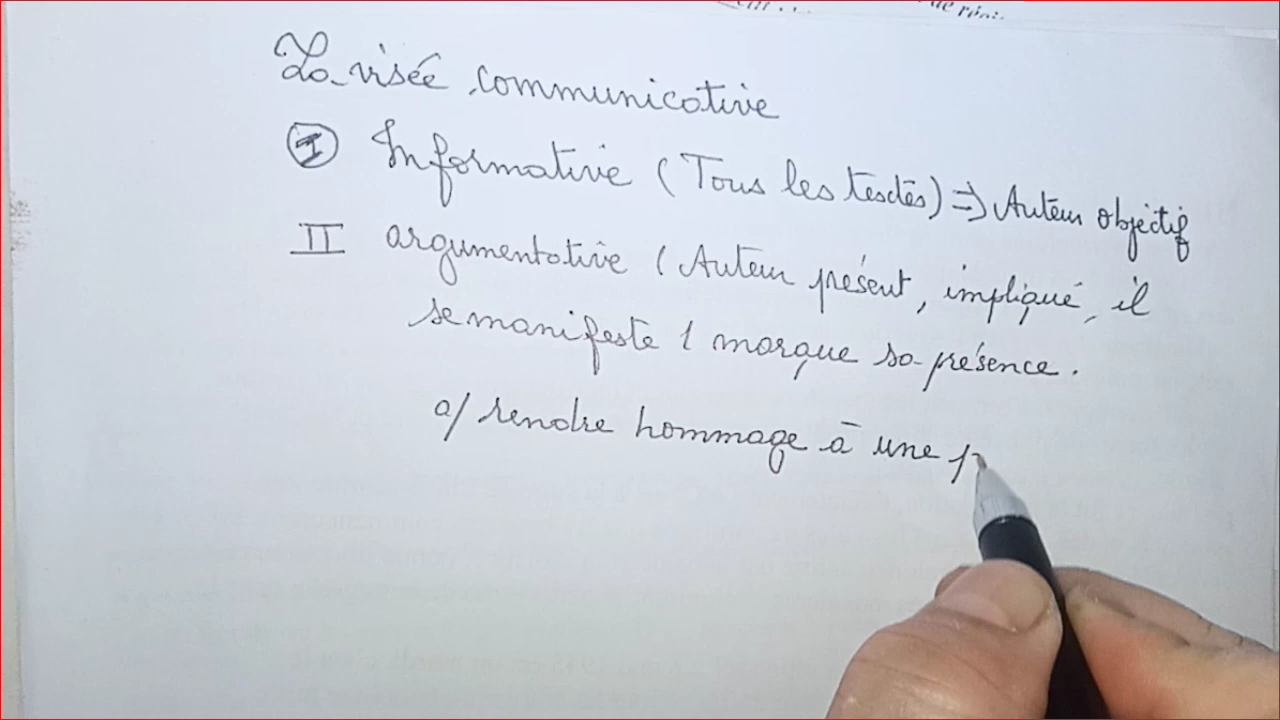 La visée communicative
I Informative (Tous les textes) => Auteur objectif
II argumentative (Auteur présent, impliqué, il
se manifeste / marque sa présence.
a/ rendre hommage à une p